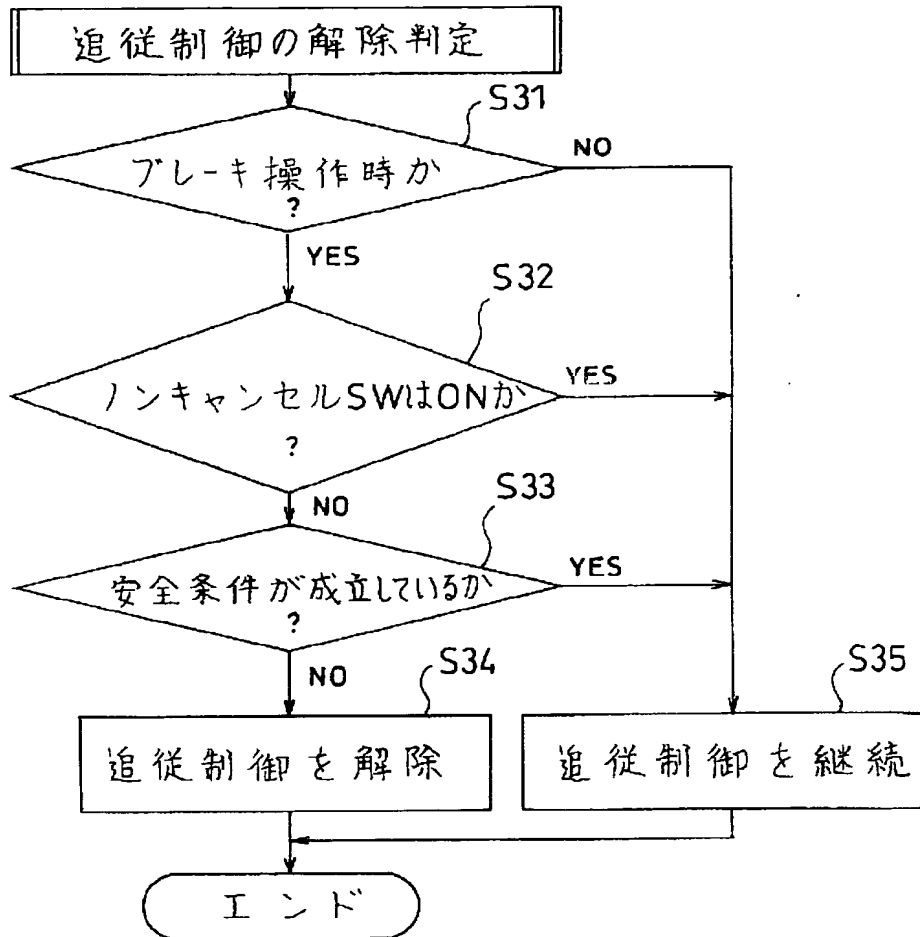 追従制御の解除判定
S31
NO
ブレーキ操作時か
?
YES
S32
YES
ノンキャンセルSWはONか
?
NO
S33
YES
安全条件が成立しているか
?
NO
S34
S35
追従制御を解除
追従制御を継続
エンド